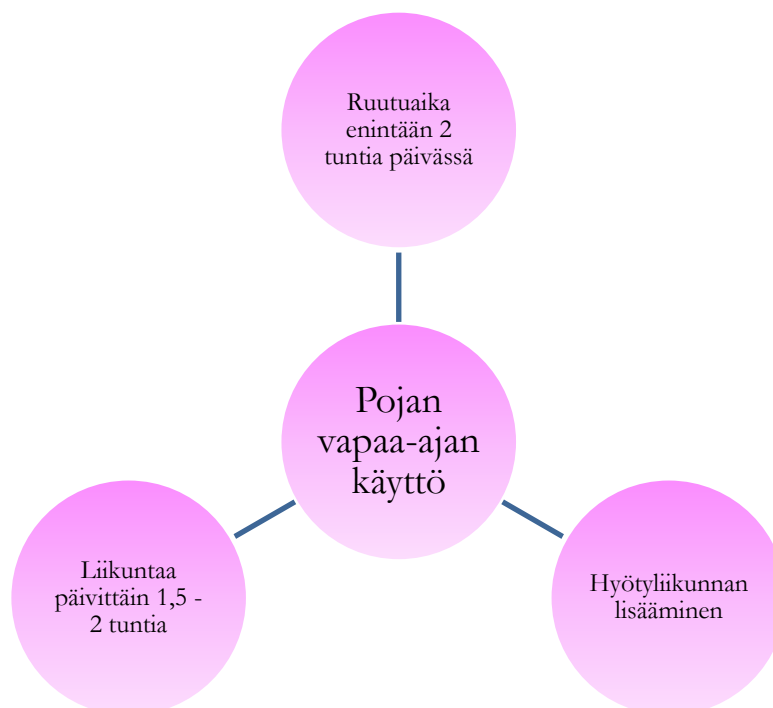 Ruutuaika
enintään 2
tuntia päivässä
Pojan
vapaa-ajan
käyttö
Liikuntaa
päivittäin 1,5 -
2 tuntia
Hyötyliikunnan
lisääminen